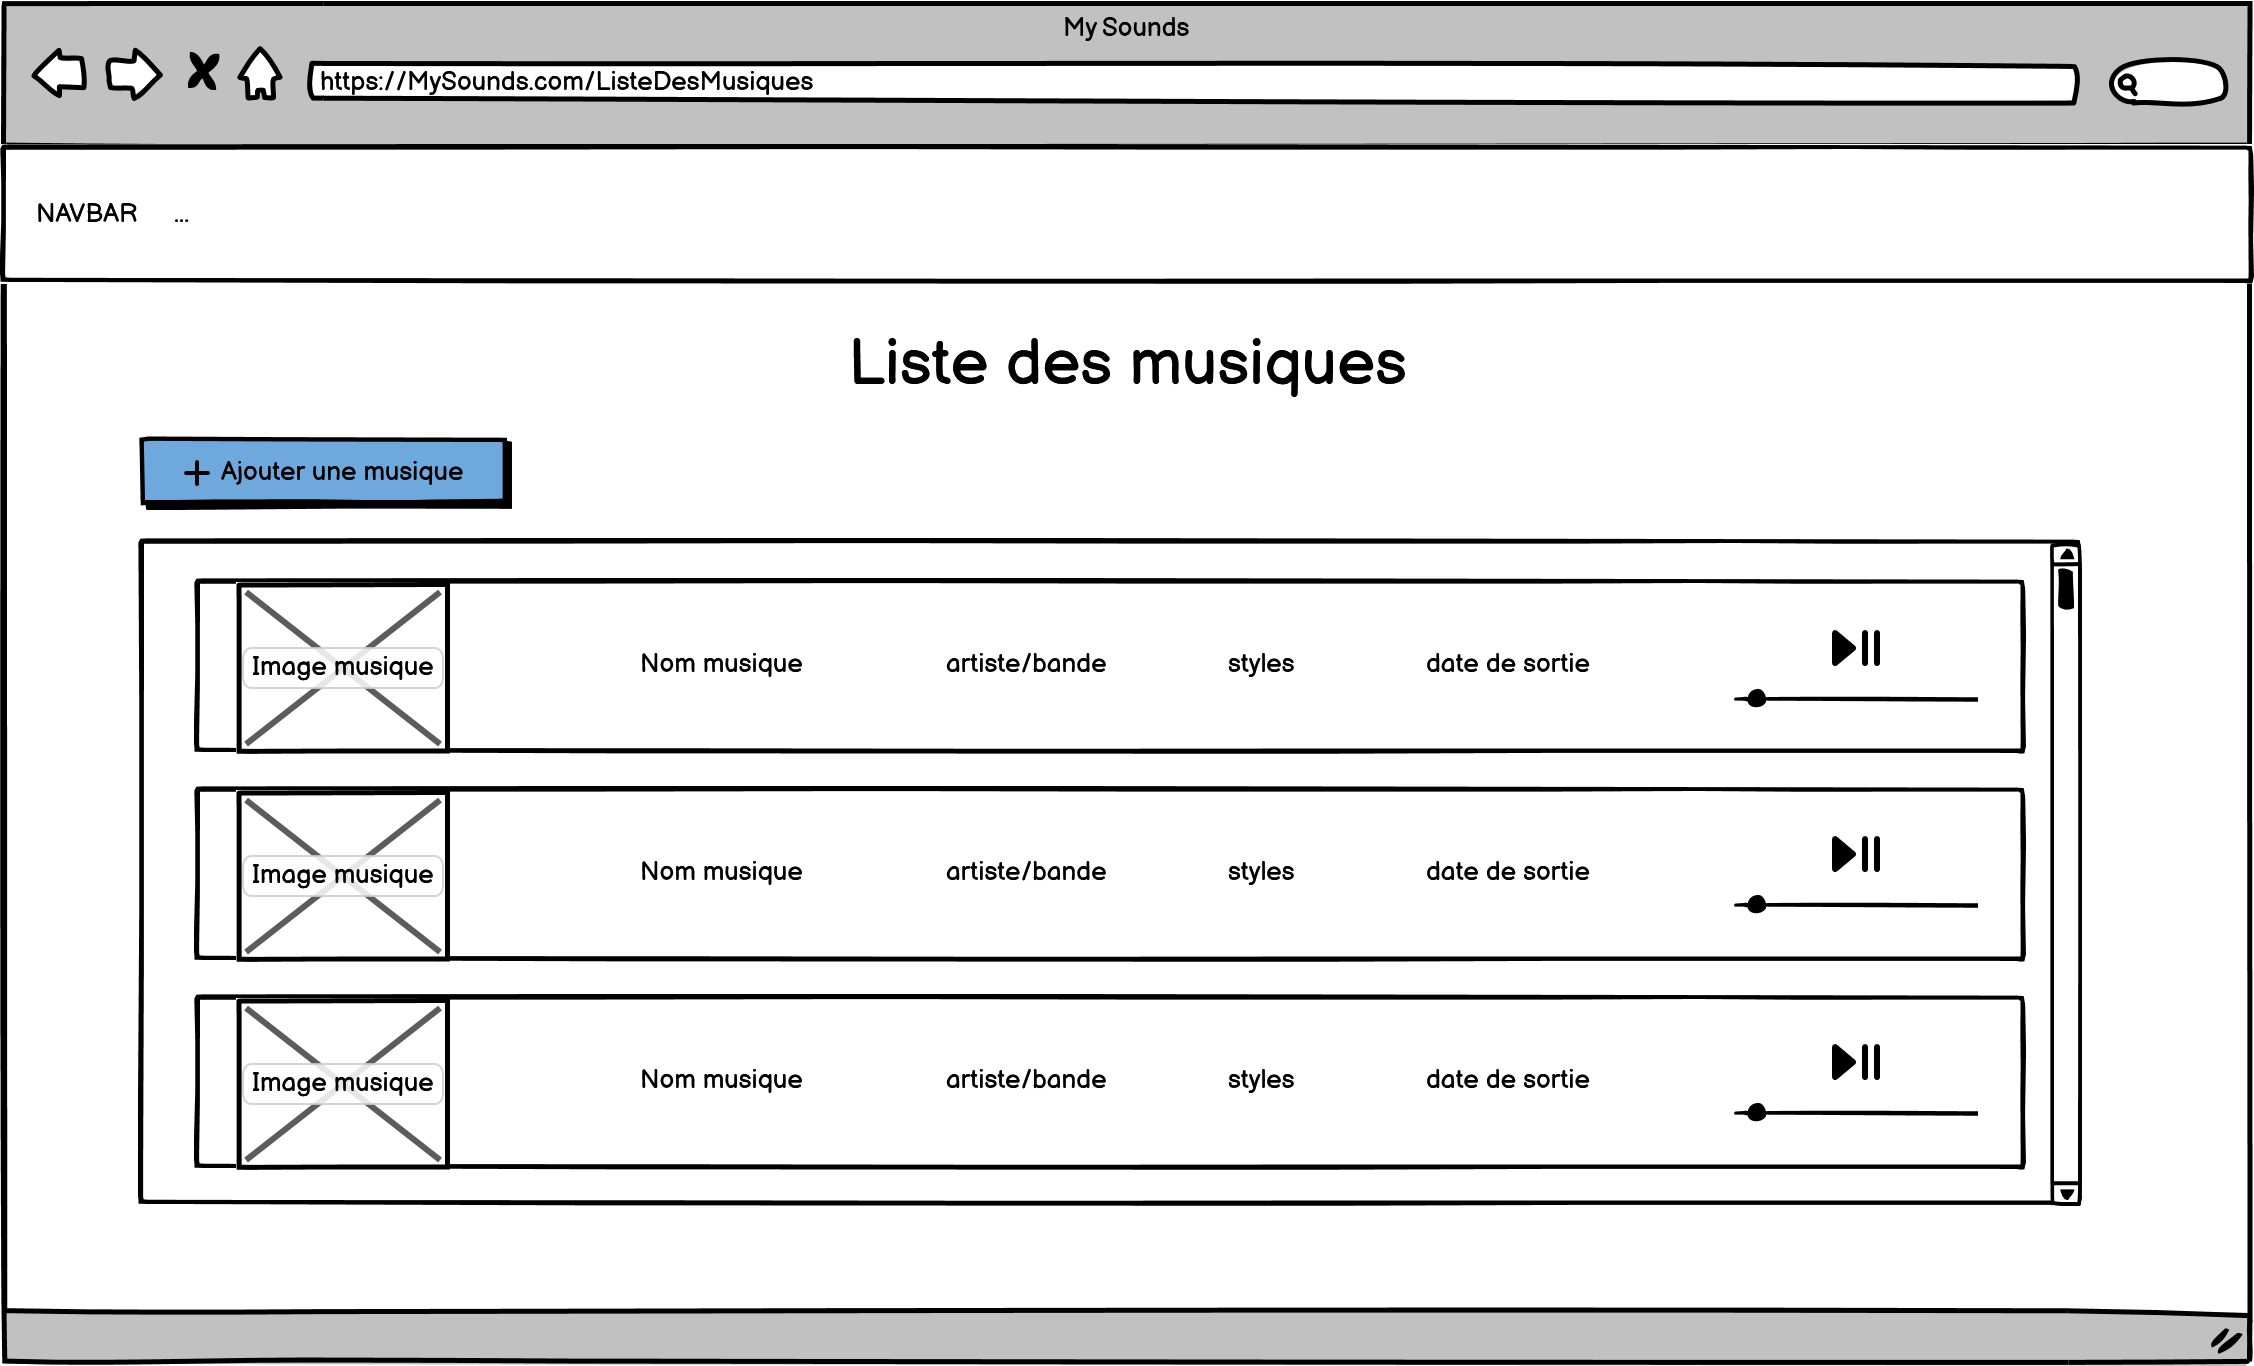 My Sounds
https://MySounds.com/ListeDesMusiques
NAVBAR ...
Liste des musiques
+ Ajouter une musique
Image musique Nom musique artiste/bande styles date de sortie
Image musique Nom musique artiste/bande styles date de sortie
Image musique Nom musique artiste/bande styles date de sortie